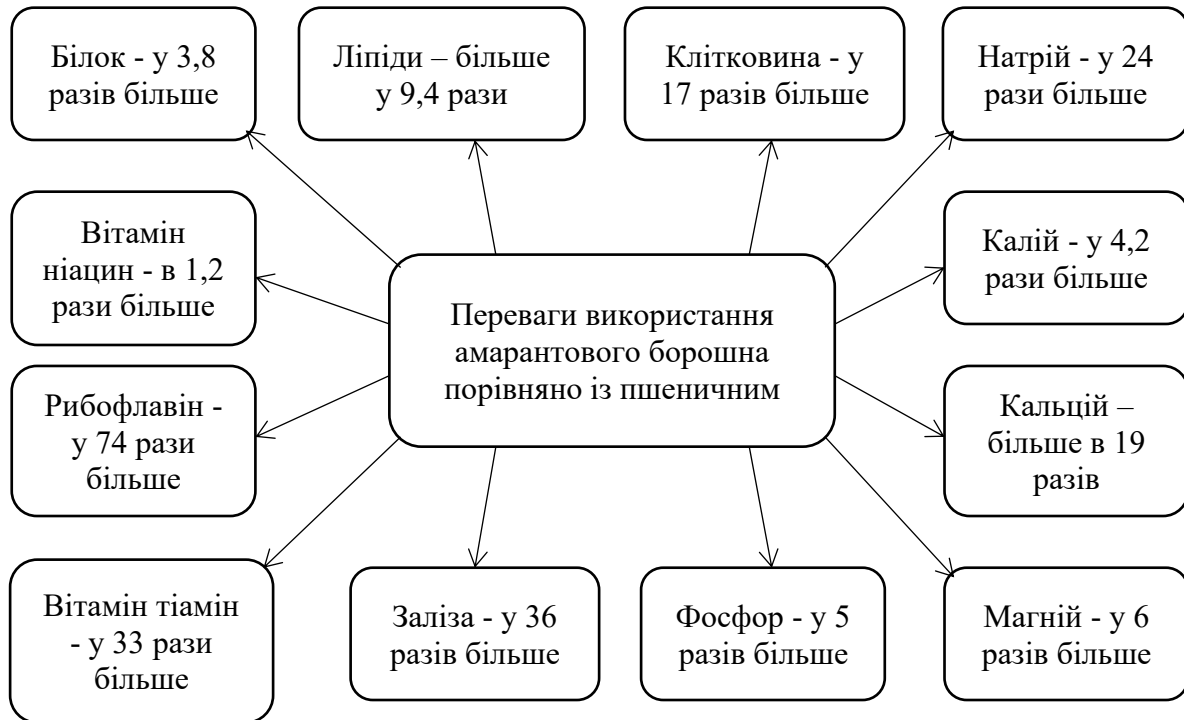 Білок - у 3,8
разів більше
Ліпіди – більше
у 9,4 рази
Клітковина - у
17 разів більше
Натрій - у 24
рази більше
Вітамін
ніацин - в 1,2
рази більше
Переваги використання
амарантового борошна
порівняно із пшеничним
Калій - у 4,2
рази більше
Рибофлавін -
у 74 рази
більше
Кальцій –
більше в 19
разів
Вітамін тіамін
- у 33 рази
більше
Заліза - у 36
разів більше
Фосфор - у 5
разів більше
Магній - у 6
разів більше